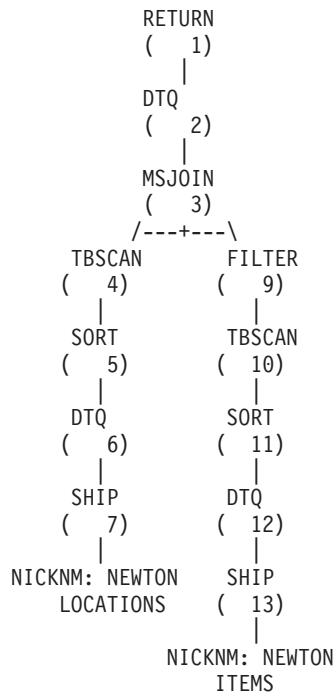 RETURN
( 1)
|
DTQ
( 2)
|
MSJOIN
( 3)
/---+---\
TBSCAN FILTER
( 4) ( 9)
| |
SORT TBSCAN
( 5) ( 10)
| |
DTQ SORT
( 6) ( 11)
| |
SHIP DTQ
( 7) ( 12)
| |
NICKNM: NEWTON SHIP
LOCATIONS ( 13)
|
NICKNM: NEWTON
ITEMS